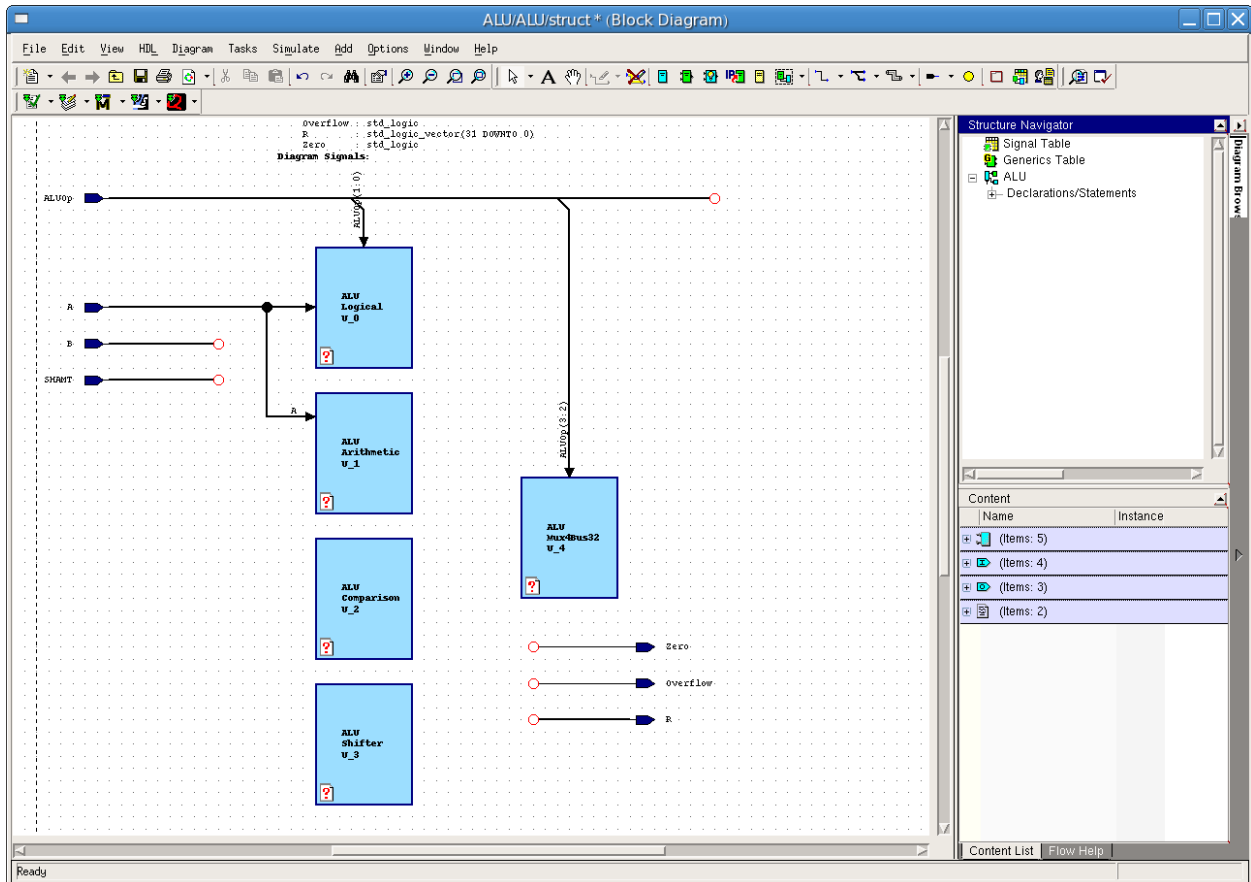 ALU/ALU/struct * (Block Diagram)
File Edit View HDL Diagram Tasks Simulate Add Options Window Help
Overflow : std_logic
R : std_logic_vector(31 DOWNTO 0)
Zero : std_logic
Diagram Signals:
ALUOp
ALUOp(1:0)
ALU
Logical
U_0
A
B
SHAMT
A
ALU
Arithmetic
U_1
ALUOp(3:2)
ALU
Mux4Bus32
U_4
ALU
Comparison
U_2
Zero
Overflow
R
ALU
Shifter
U_3
Structure Navigator
Signal Table
Generics Table
ALU
Declarations/Statements
Diagram Brows
Content
Name Instance
(Items: 5)
(Items: 4)
(Items: 3)
(Items: 2)
Content List Flow Help
Ready